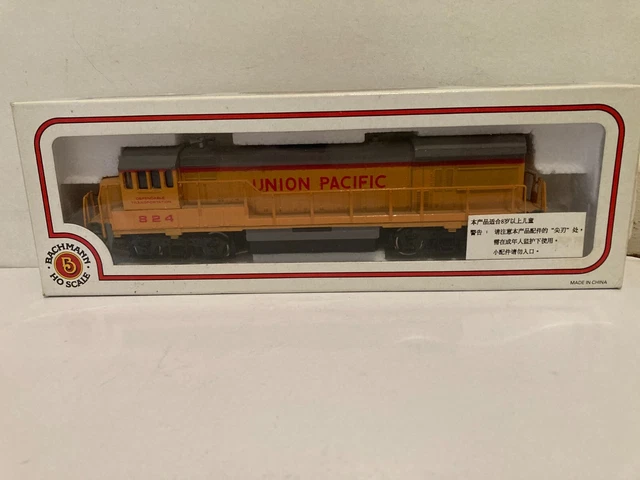 UNION PACIFIC
824
BACHMANN
HO SCALE
本产品适合8岁以上儿童
警告：请注意本产品配件的“尖刃”处，
需在成年人监护下使用。
小配件请勿入口。
MADE IN CHINA